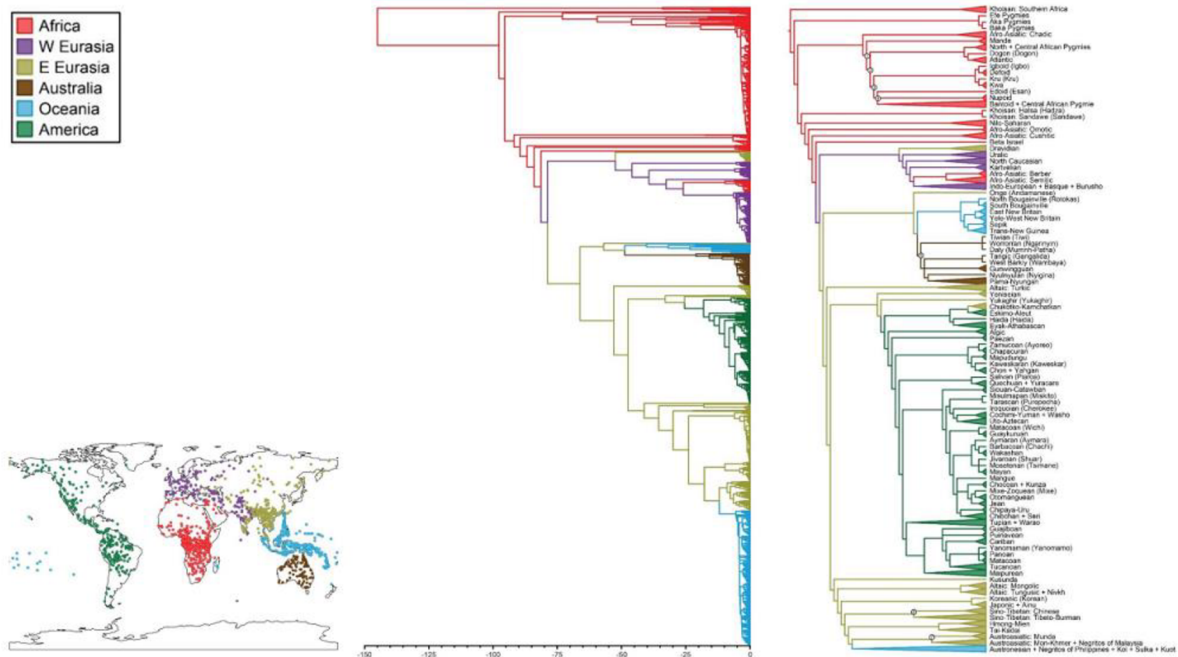 Africa
W Eurasia
E Eurasia
Australia
Oceania
America
-150
-125
-100
-75
-50
-25
0
Khoisan: Southern Africa
Efe Pygmies
Aka Pygmies
Baka Pygmies
Afro-Asiatic: Chadic
Mande
North + Central African Pygmies
Dogon (Dogon)
Atlantic
Igboid (Igbo)
Defoid
Kru (Kru)
Kwa
Edoid (Esan)
Nupoid
Bantoid + Central African Pygmie
Khoisan: Hatsa (Hadza)
Khoisan: Sandawe (Sandawe)
Nilo-Saharan
Afro-Asiatic: Omotic
Afro-Asiatic: Cushitic
Beta Israel
Dravidian
Uralic
North Caucasian
Kartvelian
Afro-Asiatic: Berber
Afro-Asiatic: Semitic
Indo-European + Basque + Burusho
Onge (Andamanese)
North Bougainville (Rotokas)
South Bougainville
East New Britain
Yele-West New Britain
Sepik
Trans-New Guinea
Tiwian (Tiwi)
Worrorran (Ngarinyin)
Daly (Murrinh-Patha)
Tangic (Gangalida)
West Barkly (Wambaya)
Gunwingguan
Nyulnyulan (Nyigina)
Pama-Nyungan
Altaic: Turkic
Yeniseian
Yukaghir (Yukaghir)
Chukotko-Kamchatkan
Eskimo-Aleut
Haida (Haida)
Eyak-Athabascan
Algic
Paezan
Zamucoan (Ayoreo)
Chapacuran
Mapudungu
Kaweskaran (Kaweskar)
Chon + Yahgan
Salivan (Piaroa)
Quechuan + Yuracare
Siouan-Catawban
Misumalpan (Miskito)
Tarascan (Purepecha)
Iroquoian (Cherokee)
Cochimi-Yuman + Washo
Uto-Aztecan
Matacoan (Wichi)
Guaykuruan
Aymaran (Aymara)
Barbacoan (Chachi)
Wakashan
Jivaroan (Shuar)
Mosetenan (Tsimane)
Mayan
Mangue
Chocoan + Kunza
Mixe-Zoquean (Mixe)
Otomanguean
Jean
Chipaya-Uru
Chibchan + Seri
Tupian + Warao
Guajiboan
Puinavean
Cariban
Yanomaman (Yanomamo)
Panoan
Matacoan
Tucanoan
Maipurean
Kusunda
Altaic: Mongolic
Altaic: Tungusic + Nivkh
Koreanic (Korean)
Japonic + Ainu
Sino-Tibetan: Chinese
Sino-Tibetan: Tibeto-Burman
Hmong-Mien
Tai-Kadai
Austroasiatic: Munda
Austroasiatic: Mon-Khmer + Negritos of Malaysia
Austronesian + Negritos of Philippines + Kol + Sulka + Kuot